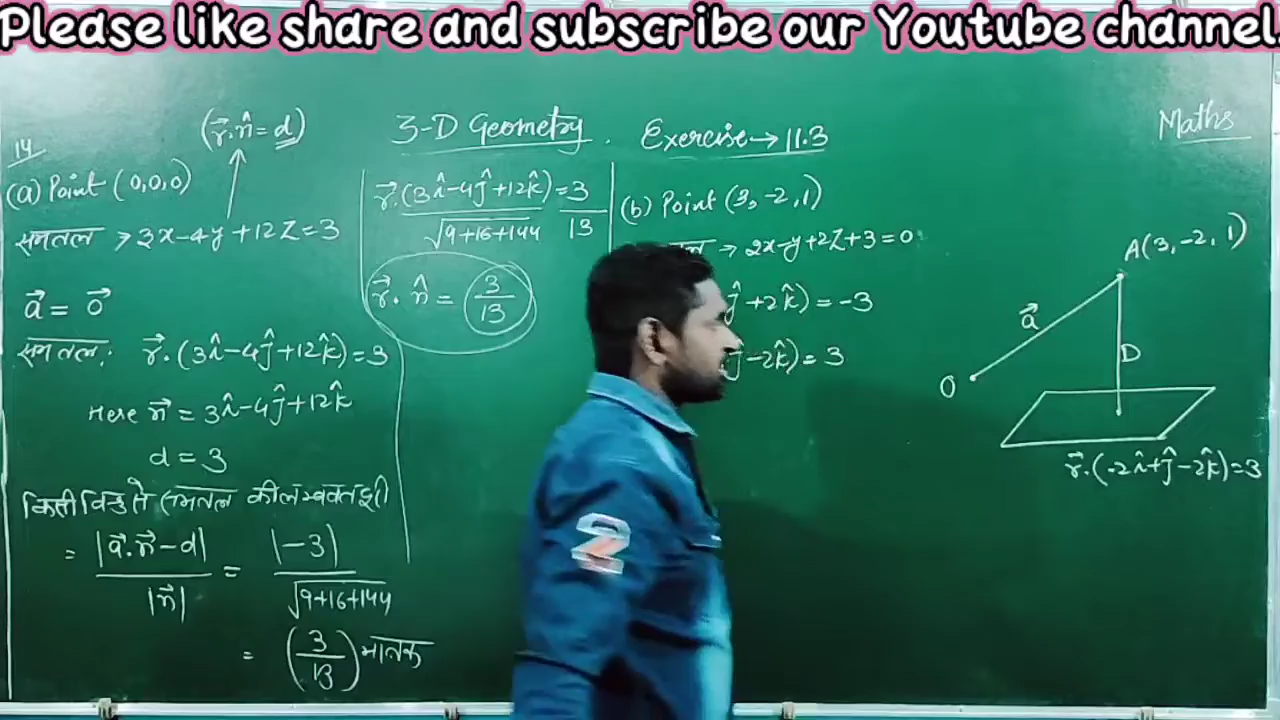 Please like share and subscribe our Youtube channel.
3-D Geometry. Exercise→11.3
Maths
14
(r⃗.n̂=d)
(a) Point (0,0,0)
समतल → 3x-4y+12z=3
a⃗ = 0⃗
समतल: r⃗.(3î-4ĵ+12k̂)=3
Here n⃗ = 3î-4ĵ+12k̂
d = 3
किसी बिन्दु से समतल की लम्बवत दूरी
= |a⃗.n⃗-d| / |n⃗| = |-3| / √9+16+144
= (3/13) मात्रक
r⃗.(3î-4ĵ+12k̂) / √9+16+144 = 3/13
r⃗.n̂ = 3/13
(b) Point (3,-2,1)
→ 2x-y+2z+3=0
ĵ+2k̂) = -3
ĵ-2k̂) = 3
A(3,-2,1)
a⃗
D
O
r⃗.(-2î+ĵ-2k̂)=3
2